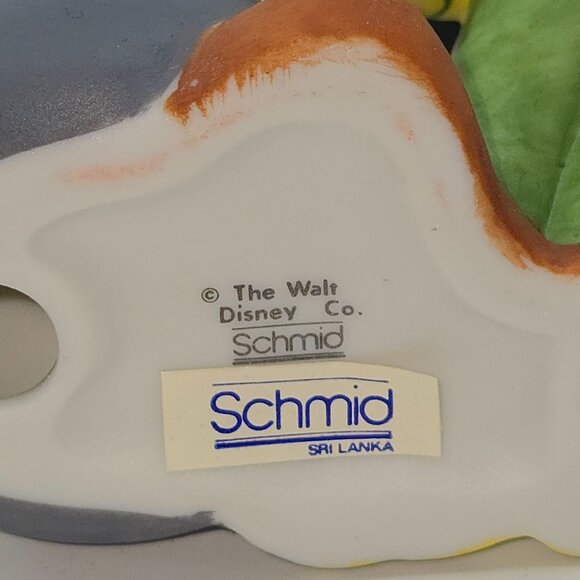 © The Walt
Disney Co.
Schmid
Schmid
SRI LANKA